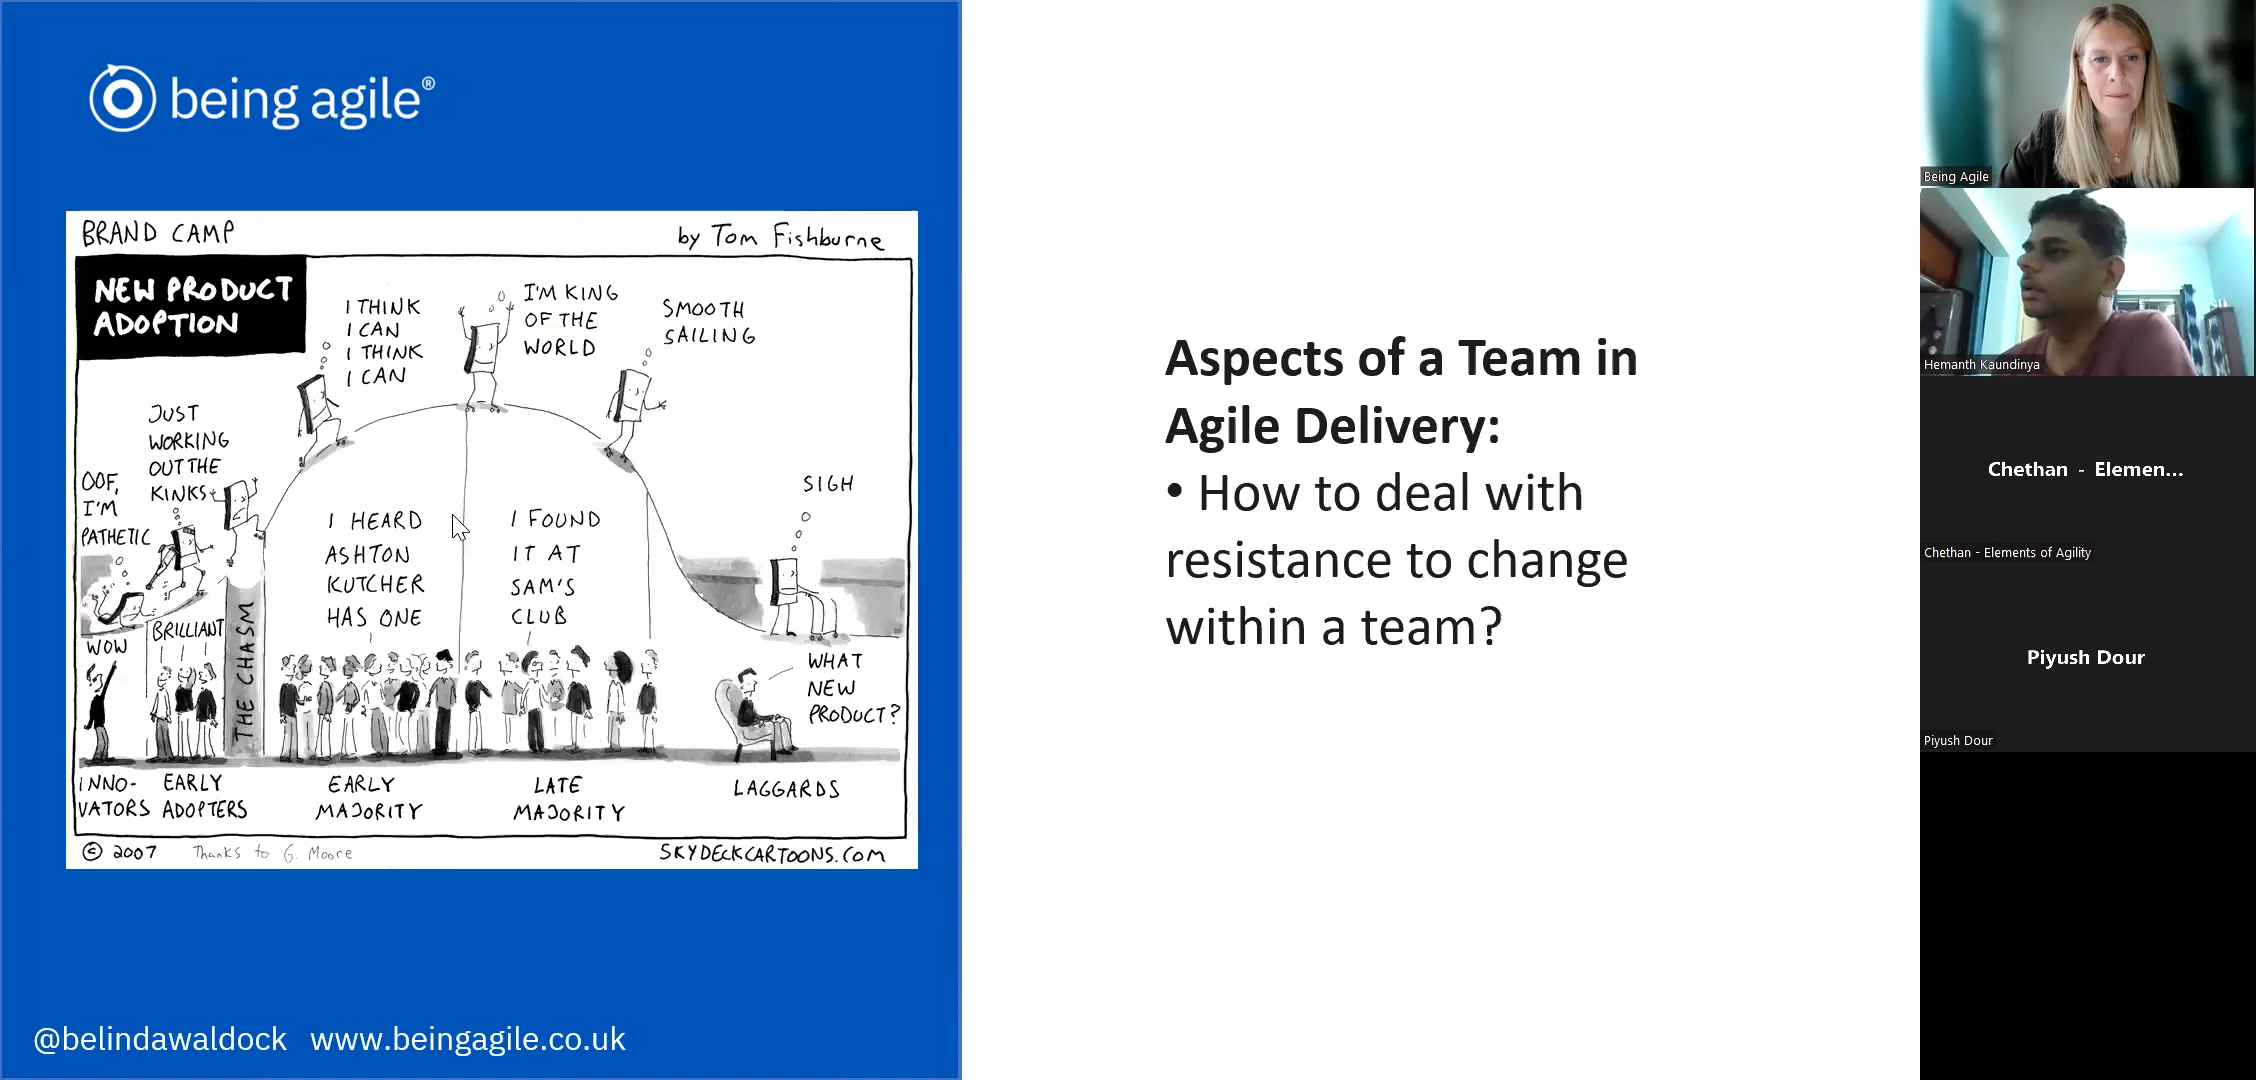 being agile®
BRAND CAMP
by Tom Fishburne
NEW PRODUCT
ADOPTION
OOF,
I'M
PATHETIC
JUST
WORKING
OUT THE
KINKS
I THINK
I CAN
I THINK
I CAN
I'M KING
OF THE
WORLD
SMOOTH
SAILING
SIGH
WOW
BRILLIANT
THE CHASM
I HEARD
ASHTON
KUTCHER
HAS ONE
I FOUND
IT AT
SAM'S
CLUB
WHAT
NEW
PRODUCT?
INNO-
VATORS
EARLY
ADOPTERS
EARLY
MAJORITY
LATE
MAJORITY
LAGGARDS
© 2007 Thanks to G. Moore
SKYDECKCARTOONS.COM
@belindawaldock www.beingagile.co.uk
Aspects of a Team in
Agile Delivery:
• How to deal with
resistance to change
within a team?
Being Agile
Hemanth Kaundinya
Chethan - Elemen...
Chethan - Elements of Agility
Piyush Dour
Piyush Dour